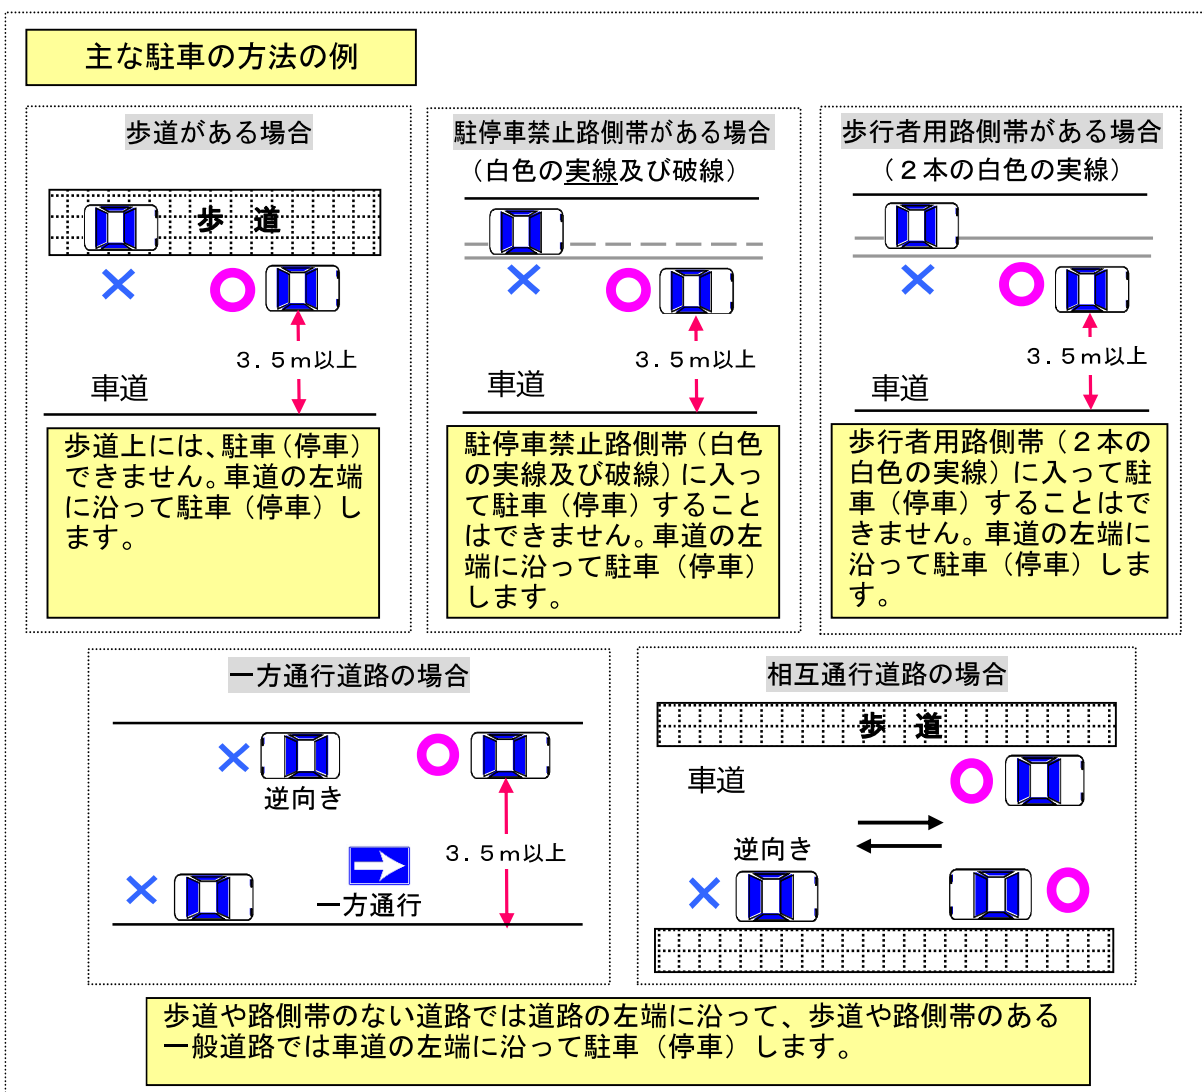 主な駐車の方法の例
歩道がある場合
歩 道
3.5m以上
車道
歩道上には、駐車(停車)
できません。車道の左端
に沿って駐車(停車)し
ます。
駐停車禁止路側帯がある場合
(白色の実線及び破線)
3.5m以上
車道
駐停車禁止路側帯(白色
の実線及び破線)に入っ
て駐車(停車)すること
はできません。車道の左
端に沿って駐車(停車)
します。
歩行者用路側帯がある場合
(2本の白色の実線)
3.5m以上
車道
歩行者用路側帯(2本の
白色の実線)に入って駐
車(停車)することはで
きません。車道の左端に
沿って駐車(停車)しま
す。
一方通行道路の場合
逆向き
3.5m以上
一方通行
相互通行道路の場合
歩 道
車道
逆向き
歩道や路側帯のない道路では道路の左端に沿って、歩道や路側帯のある
一般道路では車道の左端に沿って駐車(停車)します。